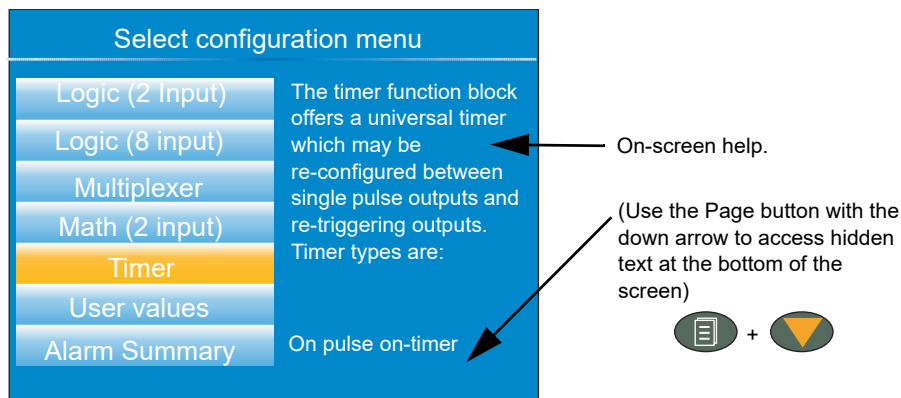 Select configuration menu
Logic (2 Input)
Logic (8 input)
Multiplexer
Math (2 input)
Timer
User values
Alarm Summary
The timer function block
offers a universal timer
which may be
re-configured between
single pulse outputs and
re-triggering outputs.
Timer types are:
On pulse on-timer
On-screen help.
(Use the Page button with the
down arrow to access hidden
text at the bottom of the
screen)
+